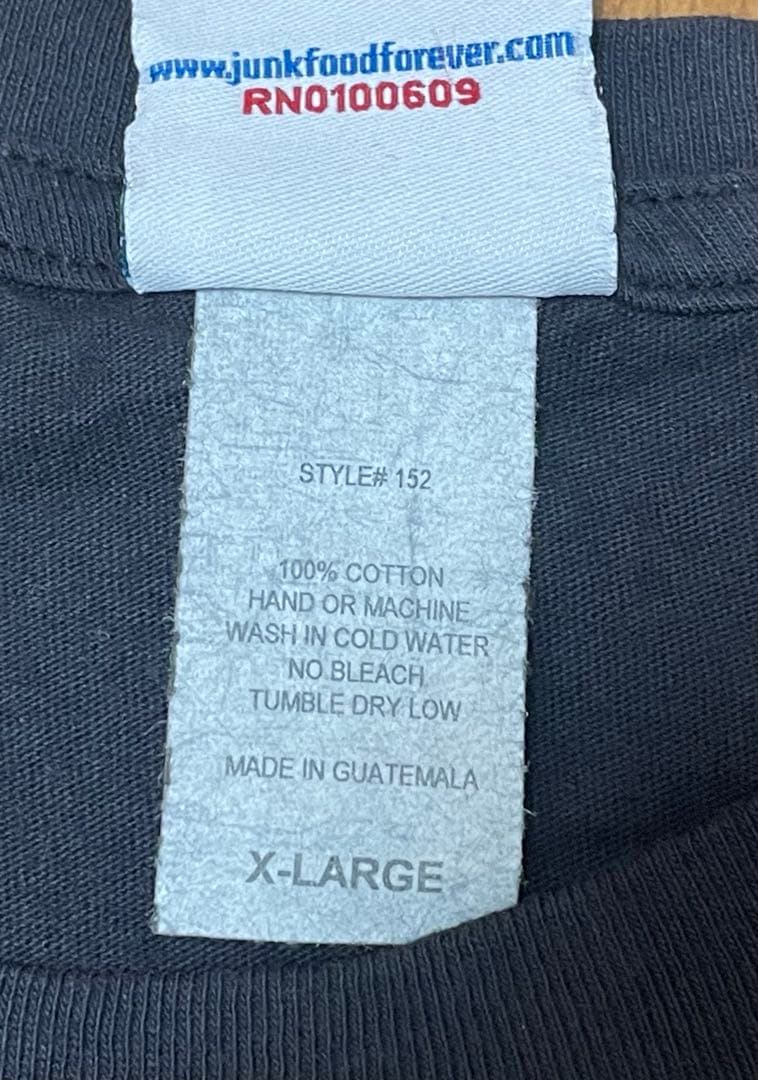 www.junkfoodforever.com
RN0100609
STYLE# 152
100% COTTON
HAND OR MACHINE
WASH IN COLD WATER
NO BLEACH
TUMBLE DRY LOW
MADE IN GUATEMALA
X-LARGE